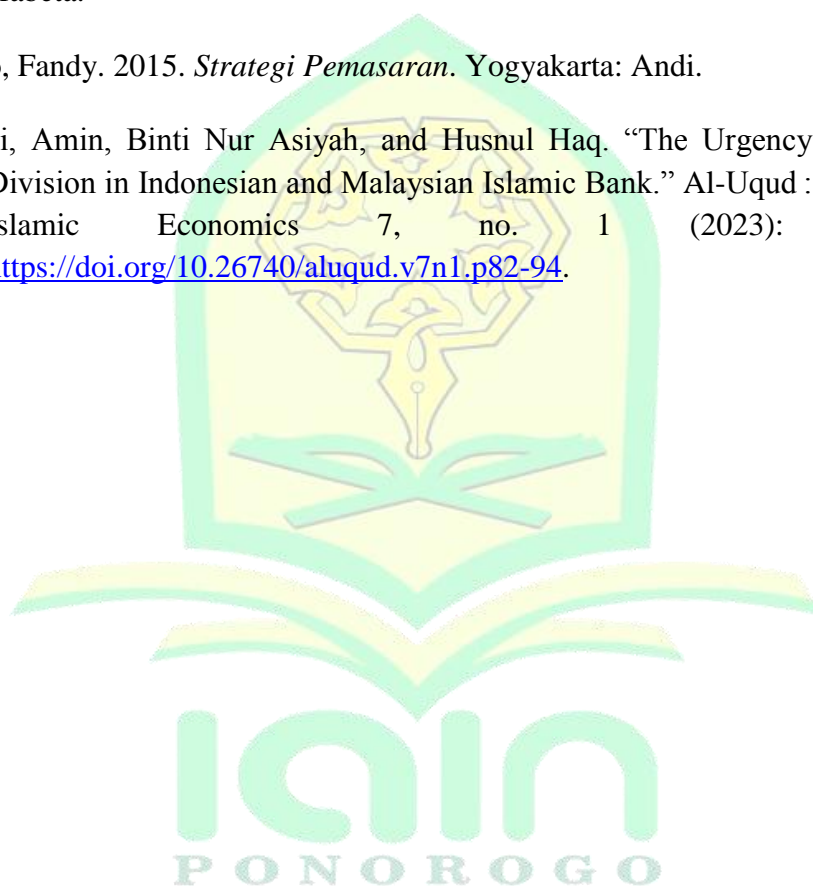 , Fandy. 2015. Strategi Pemasaran. Yogyakarta: Andi.
i, Amin, Binti Nur Asiyah, and Husnul Haq. “The Urgency
Division in Indonesian and Malaysian Islamic Bank.” Al-Uqud :
slamic Economics 7, no. 1 (2023):
ttps://doi.org/10.26740/aluqud.v7n1.p82-94.
iain
PONOROGO